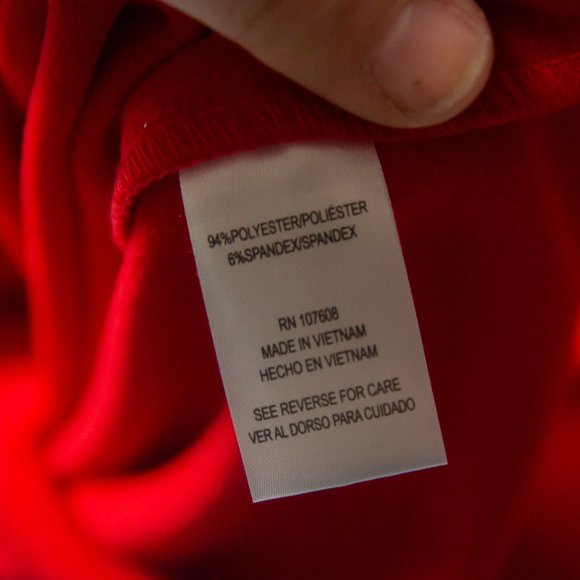 94%POLYESTER/POLIÉSTER
6%SPANDEX/SPANDEX
RN 107608
MADE IN VIETNAM
HECHO EN VIETNAM
SEE REVERSE FOR CARE
VER AL DORSO PARA CUIDADO